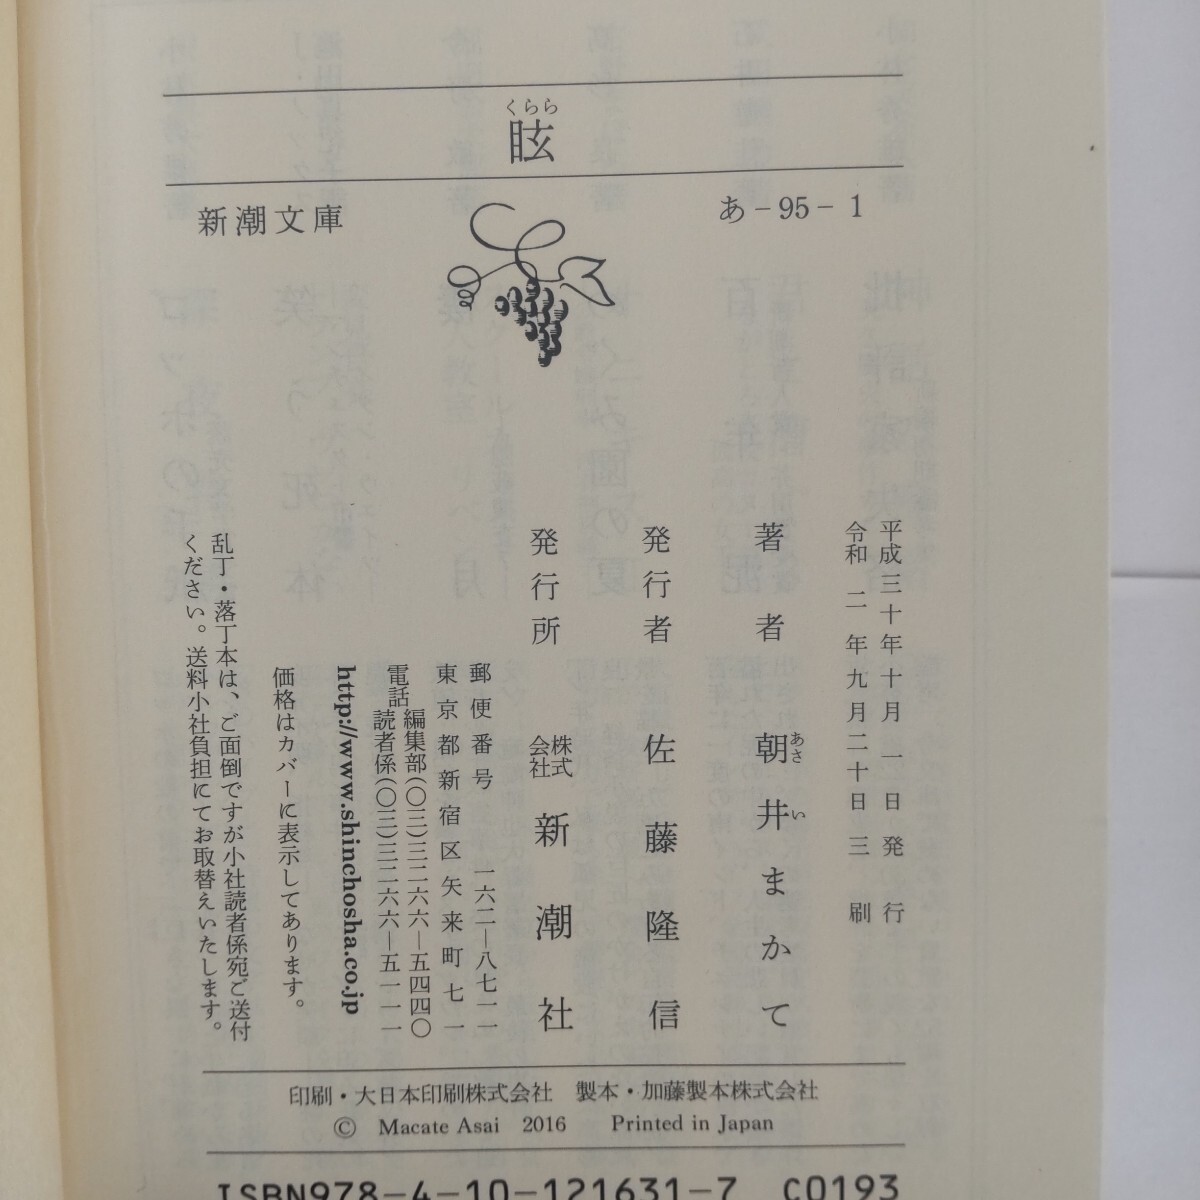 くらら
眩
新潮文庫 あ-95-1
平成三十年十月一日発行
令和二年九月二十日三刷
著者 朝井まかて
あさ い
発行者 佐藤隆信
発行所 株式会社 新潮社
郵便番号 一六二―八七一一
東京都新宿区矢来町七一
電話 編集部(〇三)三二六六―五四四〇
読者係(〇三)三二六六―五一一一
http://www.shinchosha.co.jp
価格はカバーに表示してあります。
乱丁・落丁本は、ご面倒ですが小社読者係宛ご送付
ください。送料小社負担にてお取替えいたします。
印刷・大日本印刷株式会社 製本・加藤製本株式会社
© Macate Asai 2016 Printed in Japan
ISBN978-4-10-121631-7 C0193